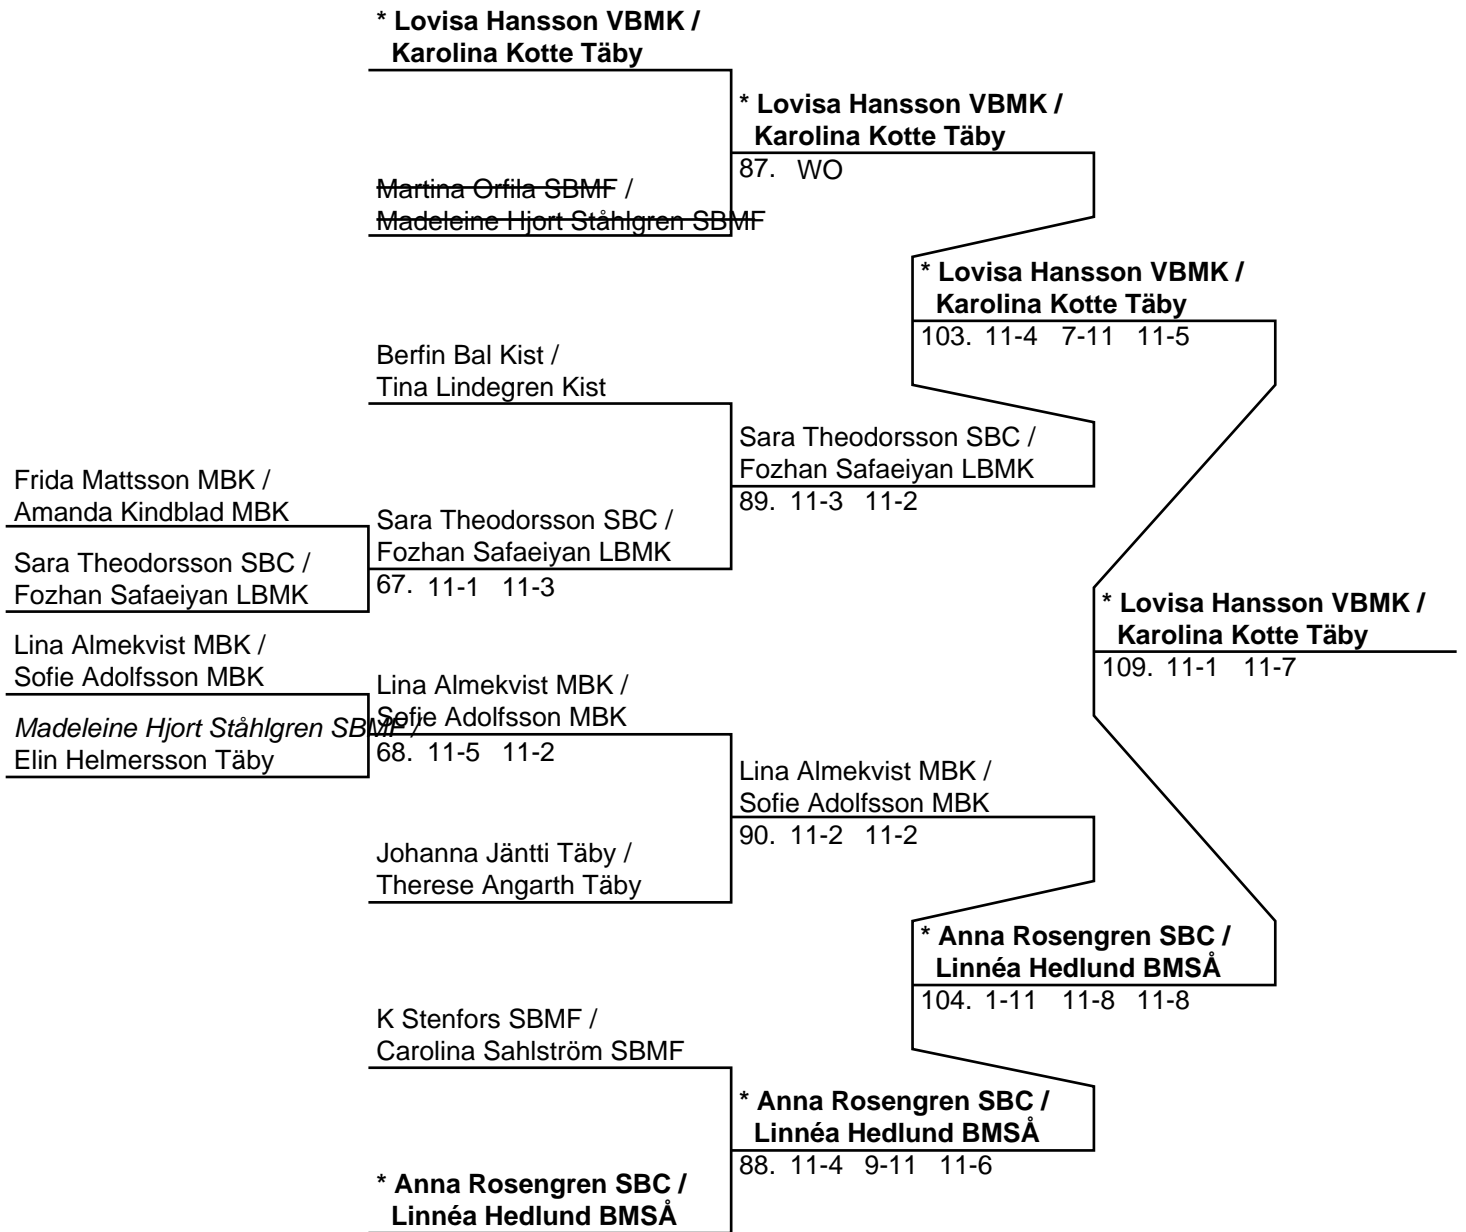 * Lovisa Hansson VBMK /
Karolina Kotte Täby
* Lovisa Hansson VBMK /
Karolina Kotte Täby
87. WO
Martina Orfila SBMF /
Madeleine Hjort Ståhlgren SBMF
* Lovisa Hansson VBMK /
Karolina Kotte Täby
103. 11-4 7-11 11-5
Berfin Bal Kist /
Tina Lindegren Kist
Sara Theodorsson SBC /
Fozhan Safaeiyan LBMK
89. 11-3 11-2
Frida Mattsson MBK /
Amanda Kindblad MBK
Sara Theodorsson SBC /
Fozhan Safaeiyan LBMK
67. 11-1 11-3
Sara Theodorsson SBC /
Fozhan Safaeiyan LBMK
* Lovisa Hansson VBMK /
Karolina Kotte Täby
109. 11-1 11-7
Lina Almekvist MBK /
Sofie Adolfsson MBK
Lina Almekvist MBK /
Sofie Adolfsson MBK
68. 11-5 11-2
Madeleine Hjort Ståhlgren SBMF /
Elin Helmersson Täby
Lina Almekvist MBK /
Sofie Adolfsson MBK
90. 11-2 11-2
Johanna Jäntti Täby /
Therese Angarth Täby
* Anna Rosengren SBC /
Linnéa Hedlund BMSÅ
104. 1-11 11-8 11-8
K Stenfors SBMF /
Carolina Sahlström SBMF
* Anna Rosengren SBC /
Linnéa Hedlund BMSÅ
88. 11-4 9-11 11-6
* Anna Rosengren SBC /
Linnéa Hedlund BMSÅ